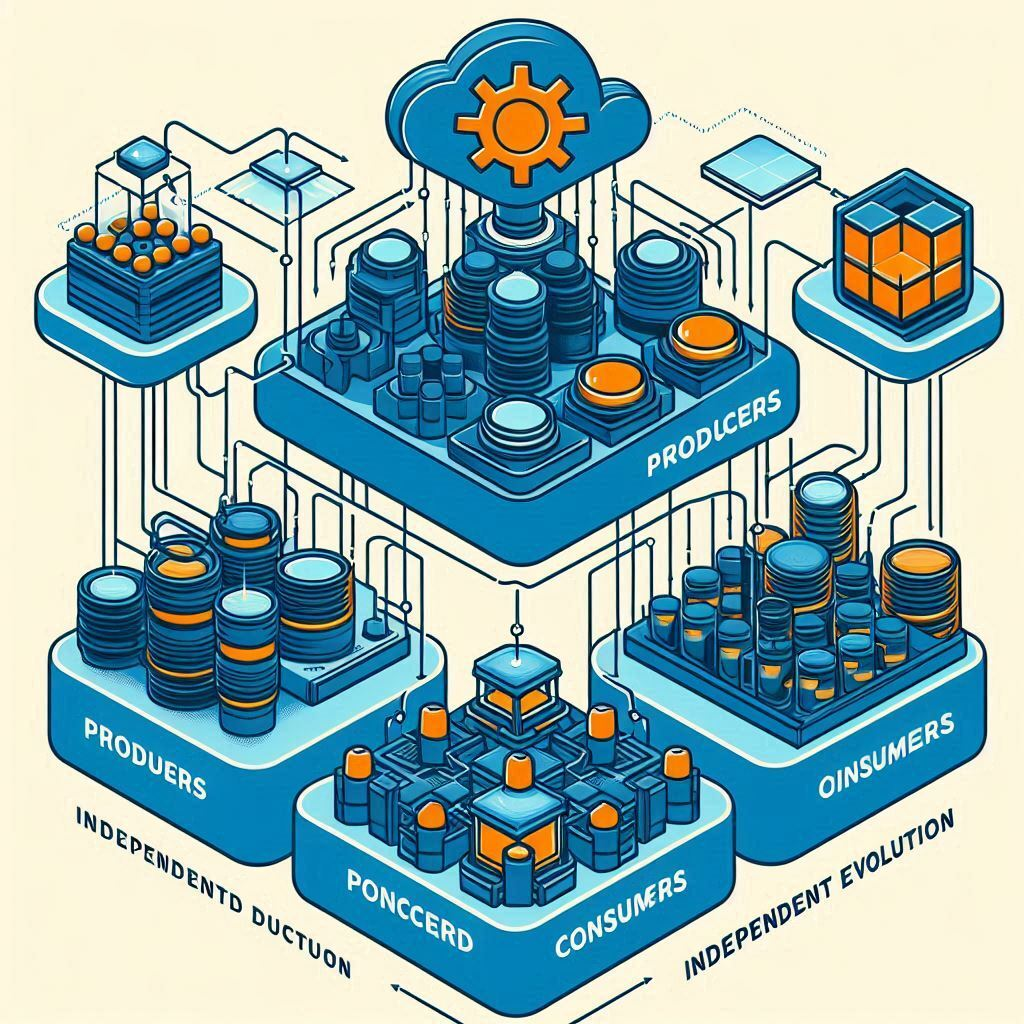 PRODLCERS
PRODUERS
OINSUMERS
PONCCERD
CONSUMERS
INDEPENDENTD DUCTUON
INDEPENDENT EVOLUTION